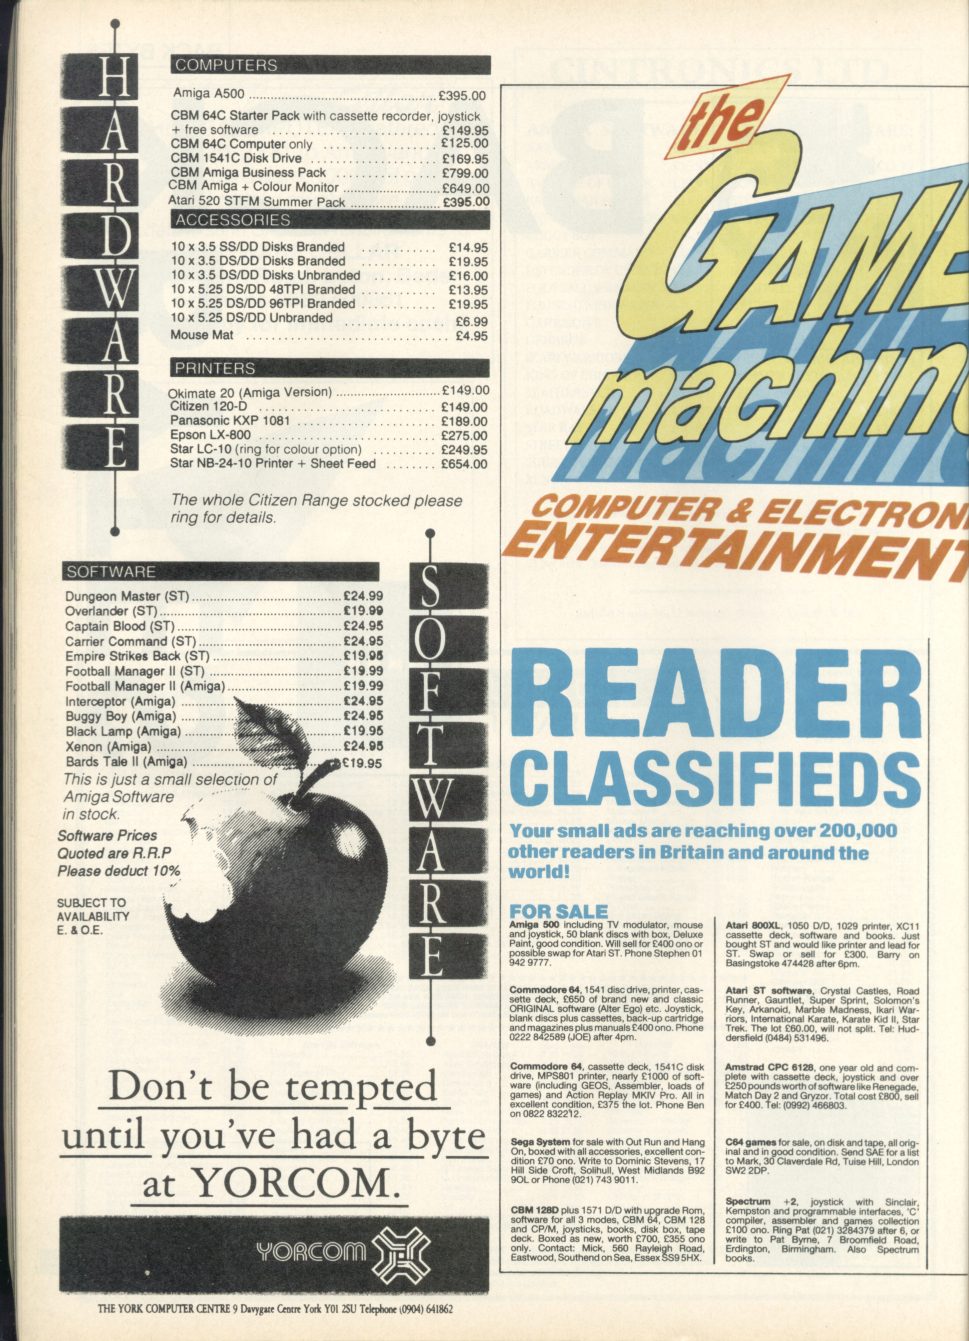 HARDWARE
COMPUTERS
Amiga A500 ................................................ £395.00
CBM 64C Starter Pack with cassette recorder, joystick
+ free software ........................ £149.95
CBM 64C Computer only ................ £125.00
CBM 1541C Disk Drive .................. £169.95
CBM Amiga Business Pack ............... £799.00
CBM Amiga + Colour Monitor ........................ £649.00
Atari 520 STFM Summer Pack ...................... £395.00
ACCESSORIES
10 x 3.5 SS/DD Disks Branded ........... £14.95
10 x 3.5 DS/DD Disks Branded ........... £19.95
10 x 3.5 DS/DD Disks Unbranded ......... £16.00
10 x 5.25 DS/DD 48TPI Branded .......... £13.95
10 x 5.25 DS/DD 96TPI Branded .......... £19.95
10 x 5.25 DS/DD Unbranded ............. £6.99
Mouse Mat ............................. £4.95
PRINTERS
Okimate 20 (Amiga Version) ........................... £149.00
Citizen 120-D ......................... £149.00
Panasonic KXP 1081 .................... £189.00
Epson LX-800 .......................... £275.00
Star LC-10 (ring for colour option) ........ £249.95
Star NB-24-10 Printer + Sheet Feed ....... £654.00
The whole Citizen Range stocked please
ring for details.
SOFTWARE
SOFTWARE
Dungeon Master (ST) ........................................ £24.99
Overlander (ST) ................................................ £19.99
Captain Blood (ST) ............................................ £24.95
Carrier Command (ST) ...................................... £24.95
Empire Strikes Back (ST) .................................. £19.95
Football Manager II (ST) ................................... £19.99
Football Manager II (Amiga) .............................. £19.99
Interceptor (Amiga) ........................................... £24.95
Buggy Boy (Amiga) ........................................... £24.95
Black Lamp (Amiga) .......................................... £19.95
Xenon (Amiga) .................................................. £24.95
Bards Tale II (Amiga) ......................................... £19.95
This is just a small selection of
Amiga Software
in stock.
Software Prices
Quoted are R.R.P
Please deduct 10%
SUBJECT TO
AVAILABILITY
E. & O.E.
Don't be tempted
until you've had a byte
at YORCOM.
YORCOM
THE YORK COMPUTER CENTRE 9 Davygate Centre York YO1 2SU Telephone (0904) 641862
the
GAME
machin
COMPUTER & ELECTRON
ENTERTAINMENT
READER
CLASSIFIEDS
Your small ads are reaching over 200,000
other readers in Britain and around the
world!
FOR SALE
Amiga 500 including TV modulator, mouse
and joystick, 50 blank discs with box, Deluxe
Paint, good condition. Will sell for £400 ono or
possible swap for Atari ST. Phone Stephen 01
942 9777.
Commodore 64, 1541 disc drive, printer, cas-
sette deck, £650 of brand new and classic
ORIGINAL software (Alter Ego) etc. Joystick,
blank discs plus cassettes, back-up cartridge
and magazines plus manuals £400 ono. Phone
0222 842589 (JOE) after 4pm.
Commodore 64, cassette deck, 1541C disk
drive, MPS801 printer, nearly £1000 of soft-
ware (including GEOS, Assembler, loads of
games) and Action Replay MKIV Pro. All in
excellent condition, £375 the lot. Phone Ben
on 0822 832212.
Sega System for sale with Out Run and Hang
On, boxed with all accessories, excellent con-
dition £70 ono. Write to Dominic Stevens, 17
Hill Side Croft, Solihull, West Midlands B92
9OL or Phone (021) 743 9011.
CBM 128D plus 1571 D/D with upgrade Rom,
software for all 3 modes, CBM 64, CBM 128
and CP/M, joysticks, books, disk box, tape
deck. Boxed as new, worth £700, £355 ono
only. Contact: Mick, 560 Rayleigh Road,
Eastwood, Southend on Sea, Essex SS9 5HX.
Atari 800XL, 1050 D/D, 1029 printer, XC11
cassette deck, software and books. Just
bought ST and would like printer and lead for
ST. Swap or sell for £300. Barry on
Basingstoke 474428 after 6pm.
Atari ST software, Crystal Castles, Road
Runner, Gauntlet, Super Sprint, Solomon's
Key, Arkanoid, Marble Madness, Ikari War-
riors, International Karate, Karate Kid II, Star
Trek. The lot £60.00, will not split. Tel: Hud-
dersfield (0484) 531496.
Amstrad CPC 6128, one year old and com-
plete with cassette deck, joystick and over
£250 pounds worth of software like Renegade,
Match Day 2 and Gryzor. Total cost £800, sell
for £400. Tel: (0992) 466803.
C64 games for sale, on disk and tape, all orig-
inal and in good condition. Send SAE for a list
to Mark, 30 Claverdale Rd, Tuise Hill, London
SW2 2DP.
Spectrum +2, joystick with Sinclair,
Kempston and programmable interfaces, 'C'
compiler, assembler and games collection
£100 ono. Ring Pat (021) 3284379 after 6, or
write to Pat Byrne, 7 Broomfield Road,
Erdington, Birmingham. Also Spectrum
books.